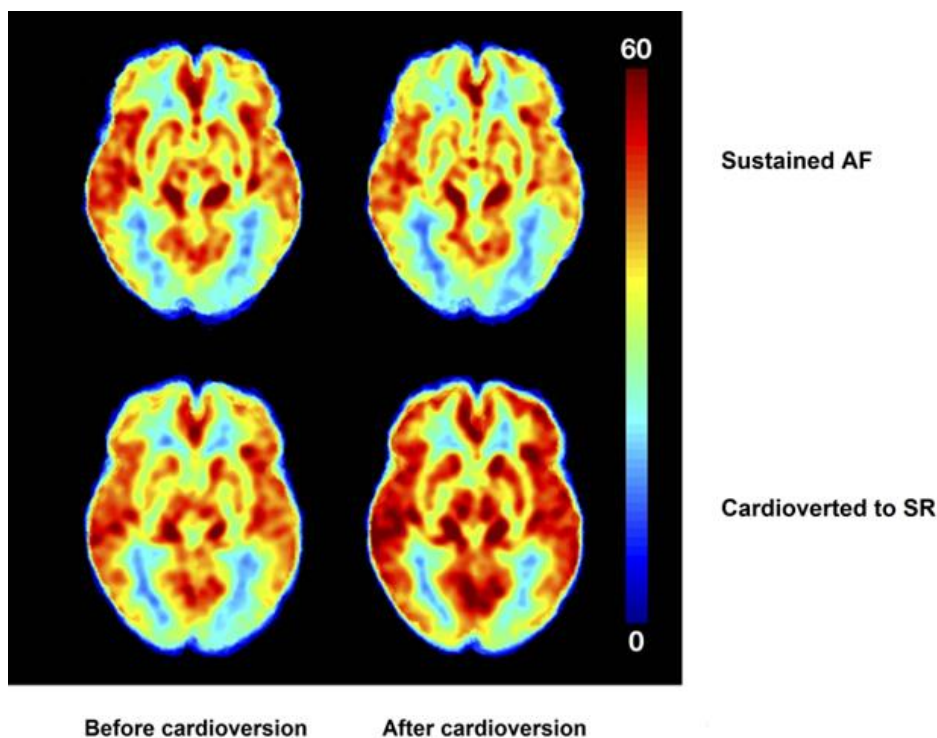 60
Sustained AF
Cardioverted to SR
0
Before cardioversion
After cardioversion